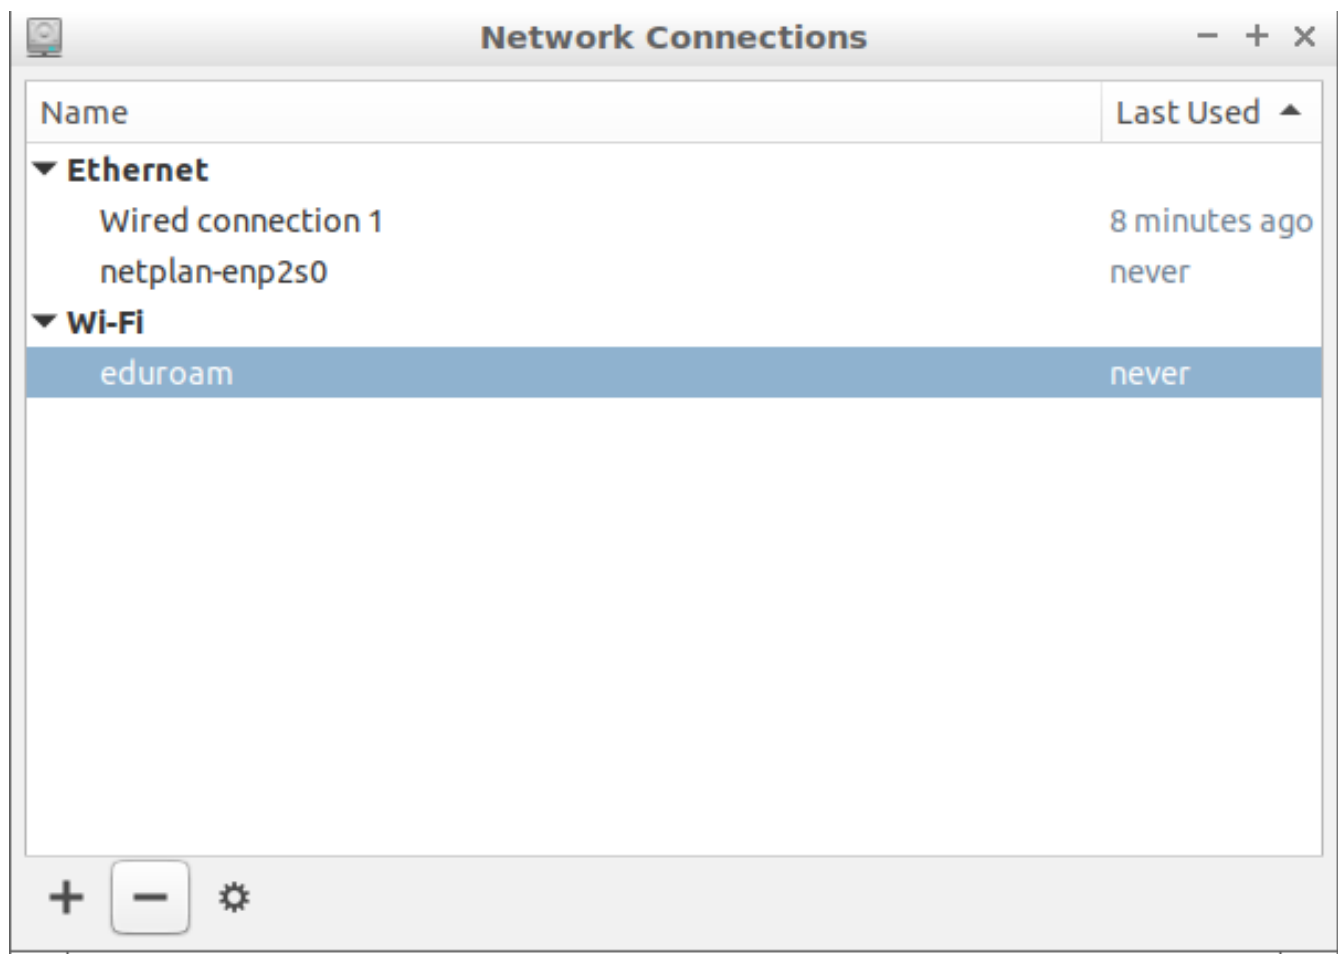 Network Connections
Name Last Used
Ethernet
Wired connection 1 8 minutes ago
netplan-enp2s0 never
Wi-Fi
eduroam never